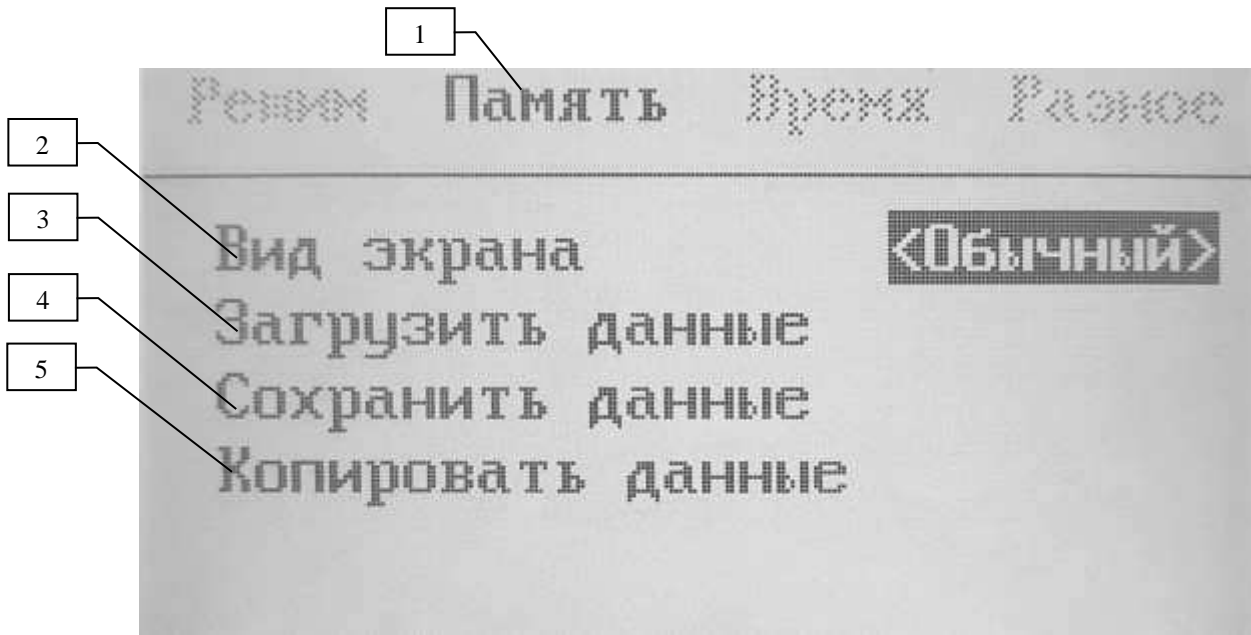 1
Режим Память Время Разное
2
Вид экрана <Обычный>
3
Загрузить данные
4
Сохранить данные
5
Копировать данные